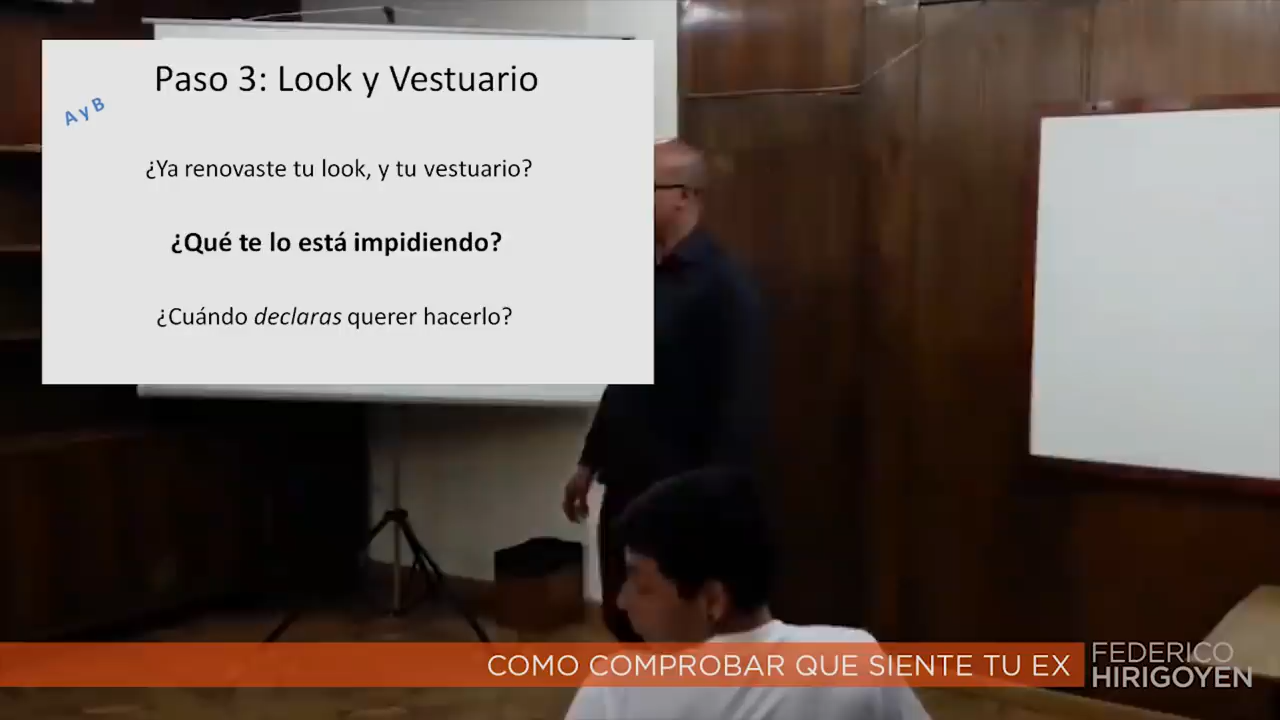 Paso 3: Look y Vestuario
A y B
¿Ya renovaste tu look, y tu vestuario?
¿Qué te lo está impidiendo?
¿Cuándo declaras querer hacerlo?
COMO COMPROBAR QUE SIENTE TU EX
FEDERICO
HIRIGOYEN